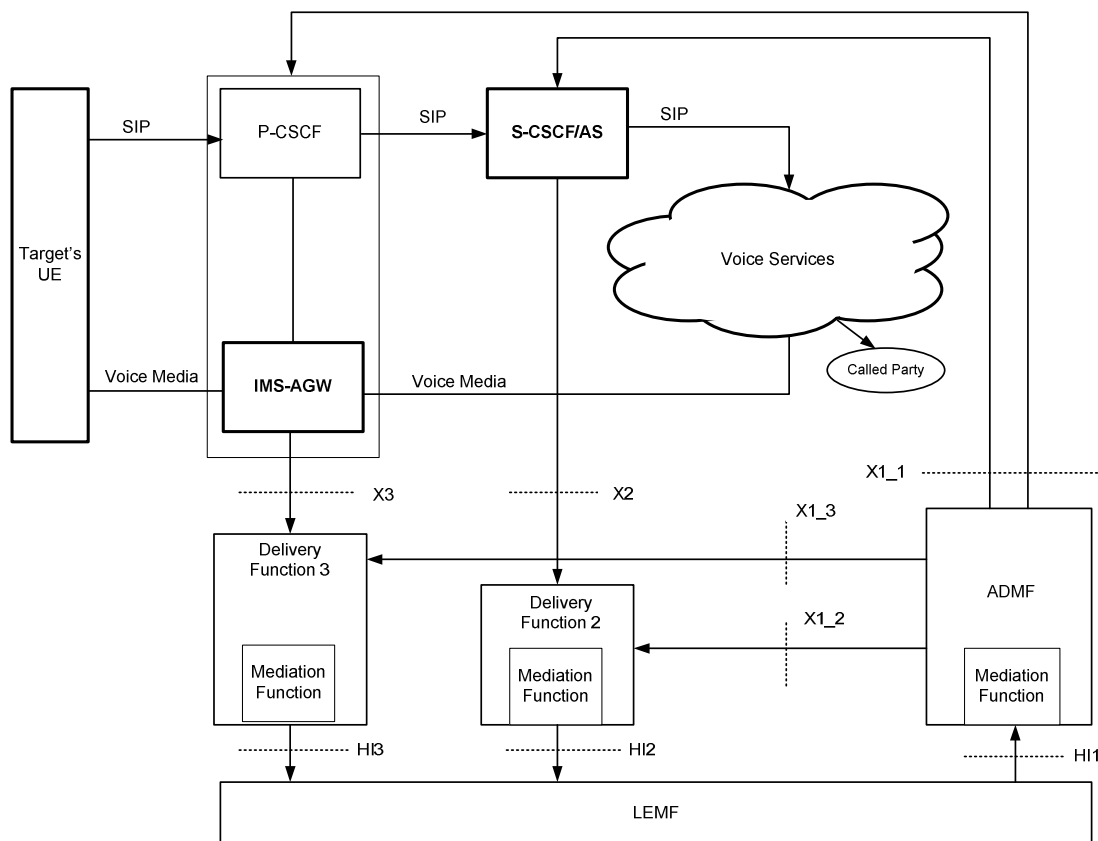 SIP
P-CSCF
SIP
S-CSCF/AS
SIP
Target's
UE
Voice Services
Voice Media
IMS-AGW
Voice Media
Called Party
X3
X2
X1_1
X1_3
Delivery
Function 3
ADMF
Delivery
Function 2
X1_2
Mediation
Function
Mediation
Function
Mediation
Function
HI3
HI2
HI1
LEMF